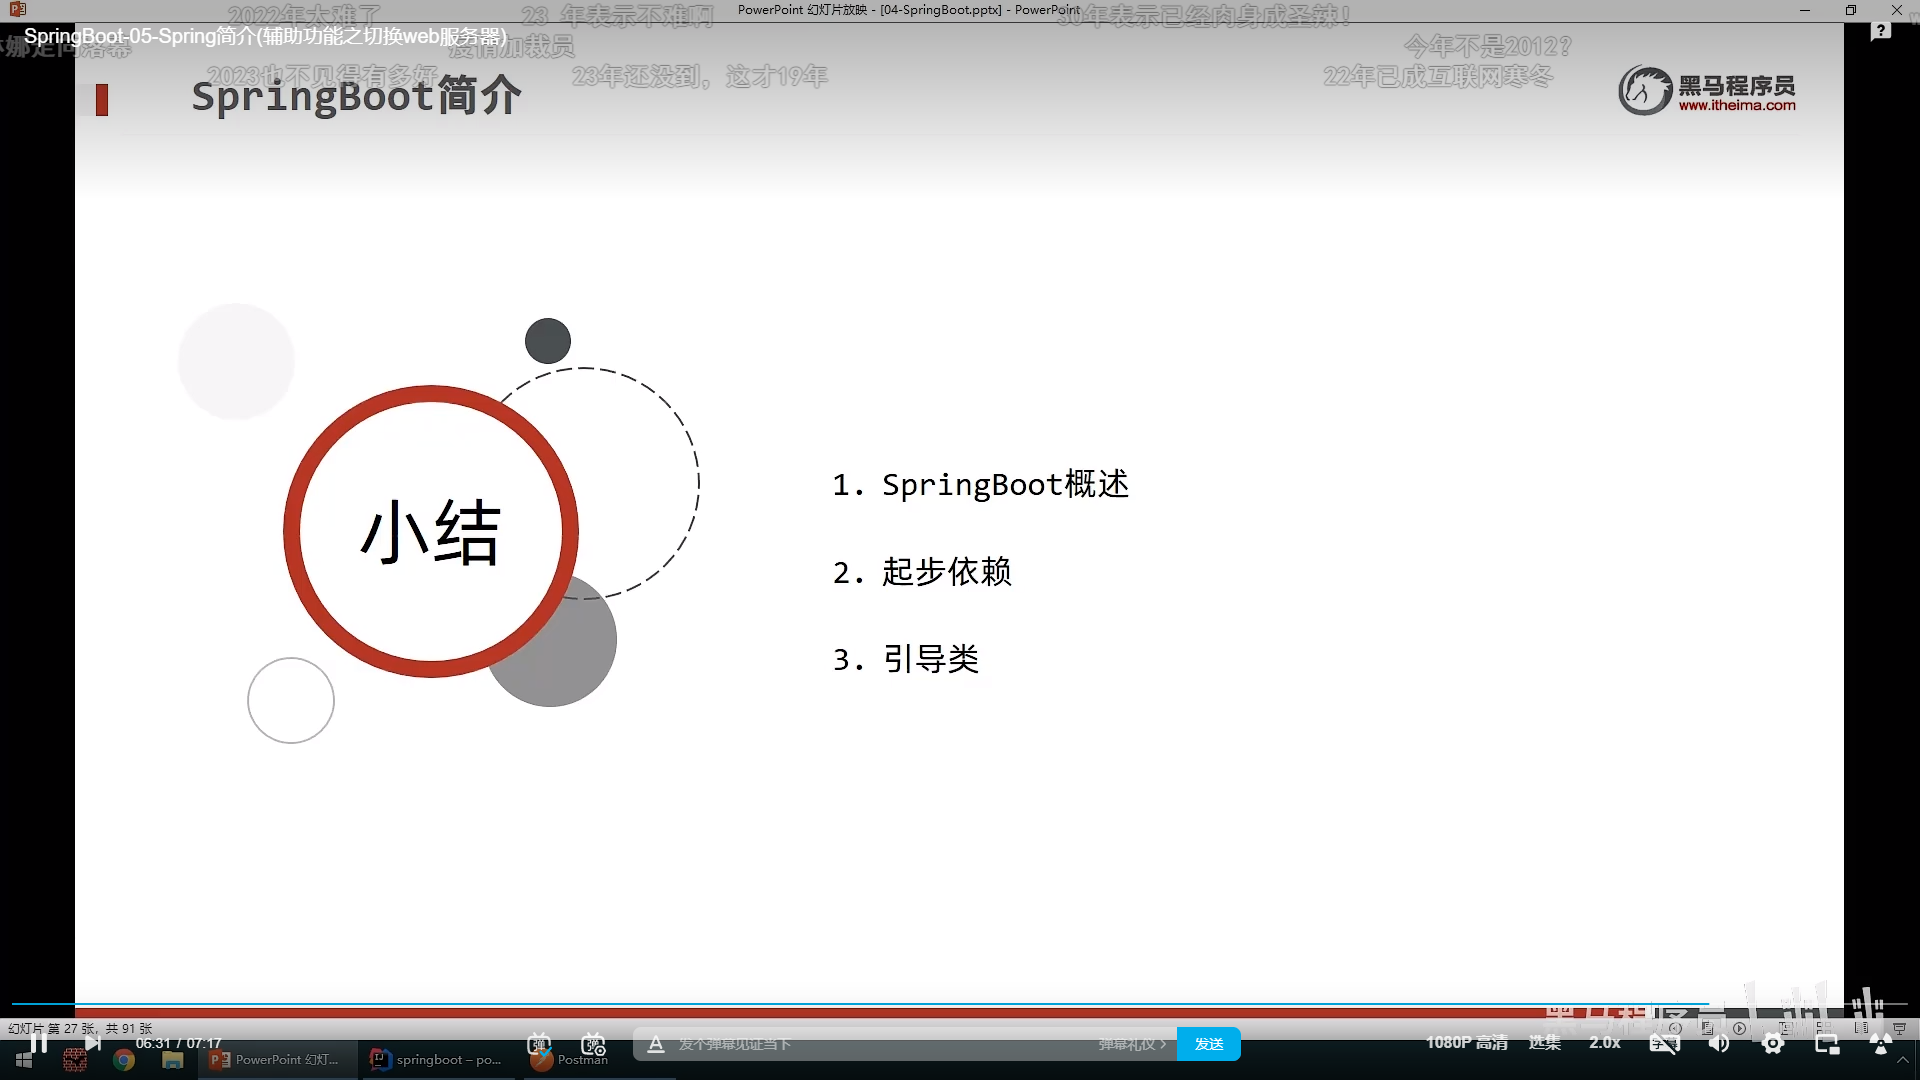 PowerPoint 幻灯片放映 - [04-SpringBoot.pptx] - PowerPoint
2022年太难了
23 年表示不难啊
30年表示已经肉身成圣辣!
SpringBoot-05-Spring简介(辅助功能之切换web服务器)
疫情加裁员
今年不是2012?
2023也不见得有多好
23年还没到，这才19年
22年已成互联网寒冬
SpringBoot简介
黑马程序员
www.itheima.com
小结
1. SpringBoot概述
2. 起步依赖
3. 引导类
幻灯片 第 27 张，共 91 张
06:31 / 07:17
发个弹幕见证当下
弹幕礼仪
发送
1080P 高清
选集
2.0x
PowerPoint 幻灯...
springboot – po...
Postman